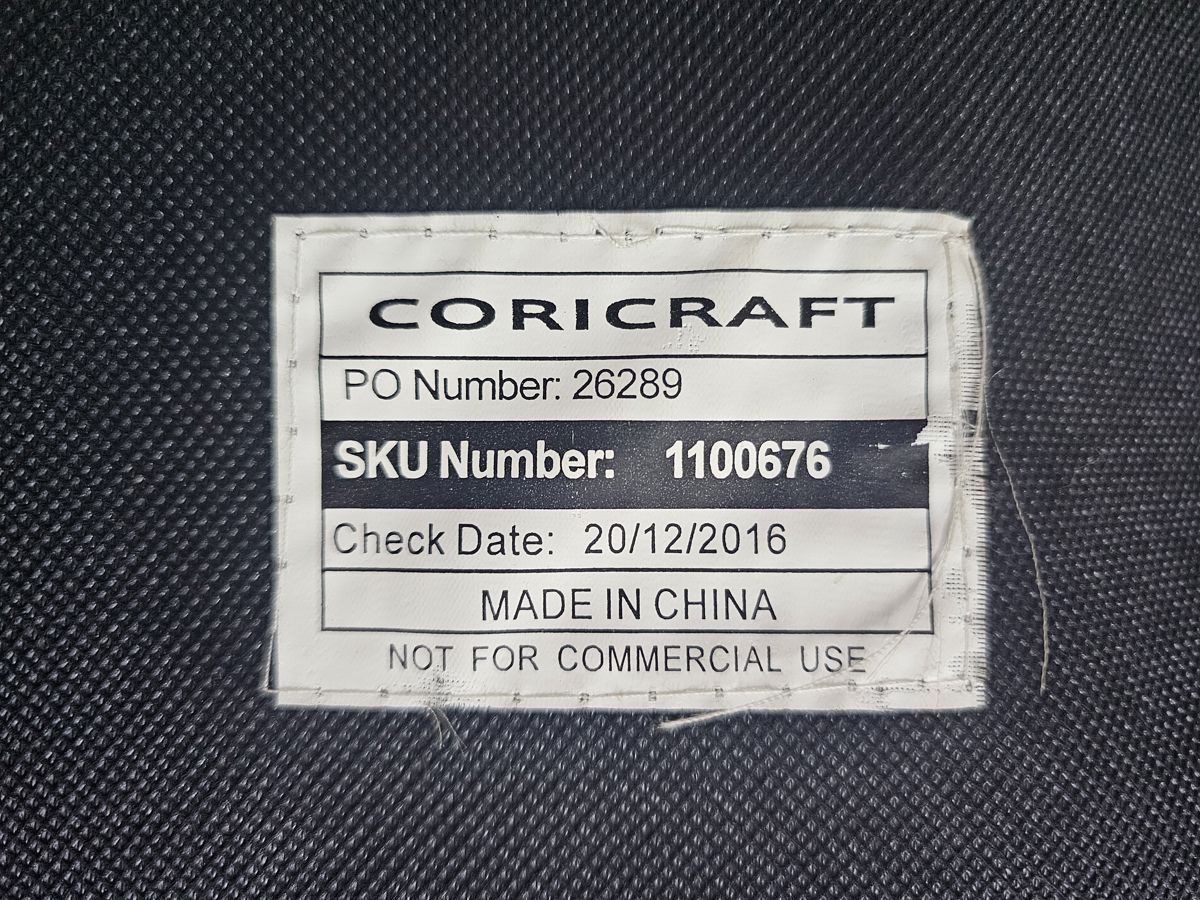 CORICRAFT
PO Number: 26289
SKU Number: 1100676
Check Date: 20/12/2016
MADE IN CHINA
NOT FOR COMMERCIAL USE